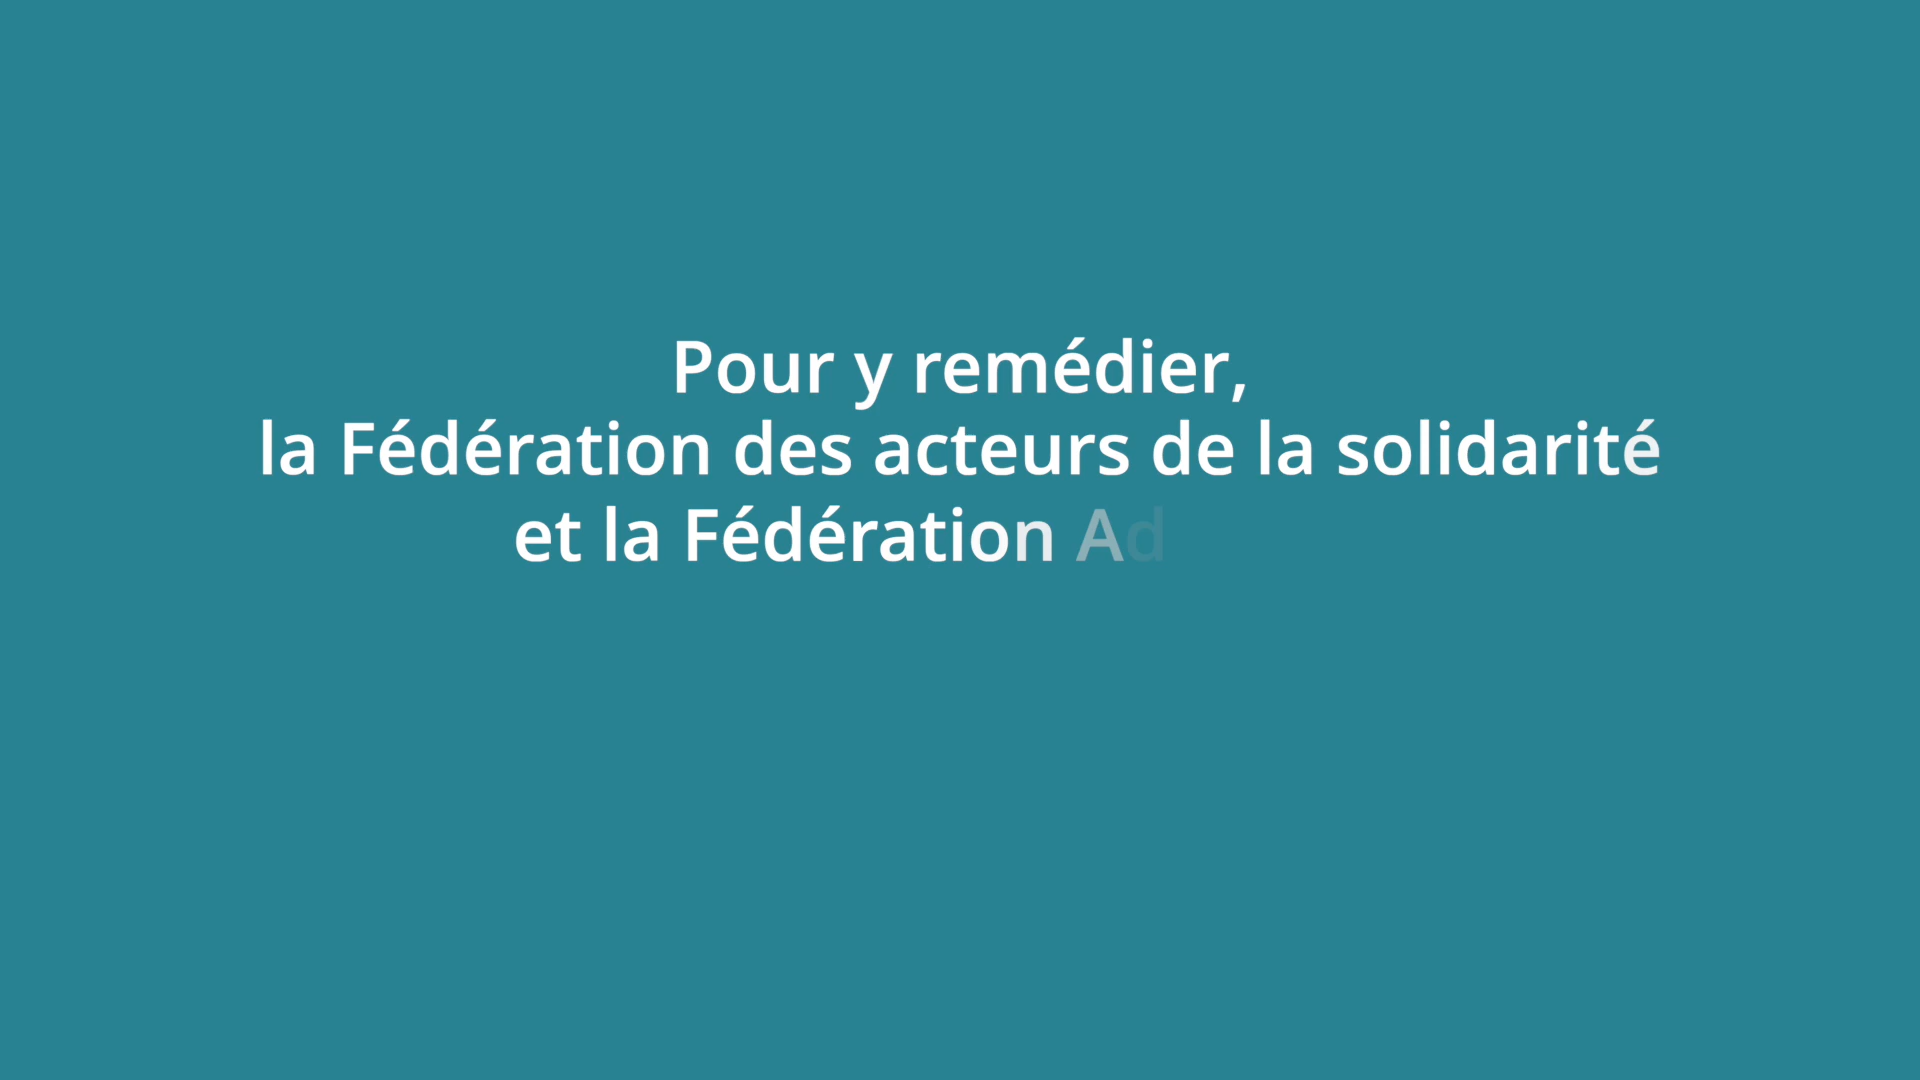 Pour y remédier,
la Fédération des acteurs de la solidarité
et la Fédération Ad